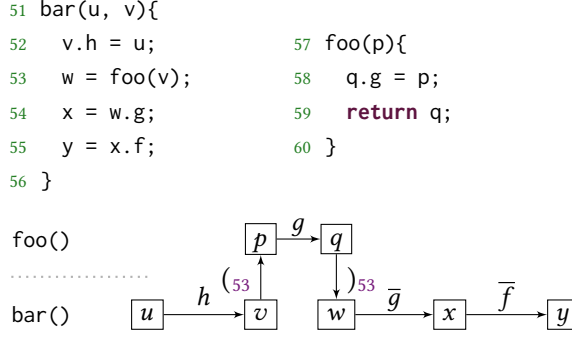 51 bar(u, v){
52 v.h = u;
53 w = foo(v);
54 x = w.g;
55 y = x.f;
56 }
57 foo(p){
58 q.g = p;
59 return q;
60 }
foo()
p g q
(53 )53
bar()
u h v w g̅ x f̅ y